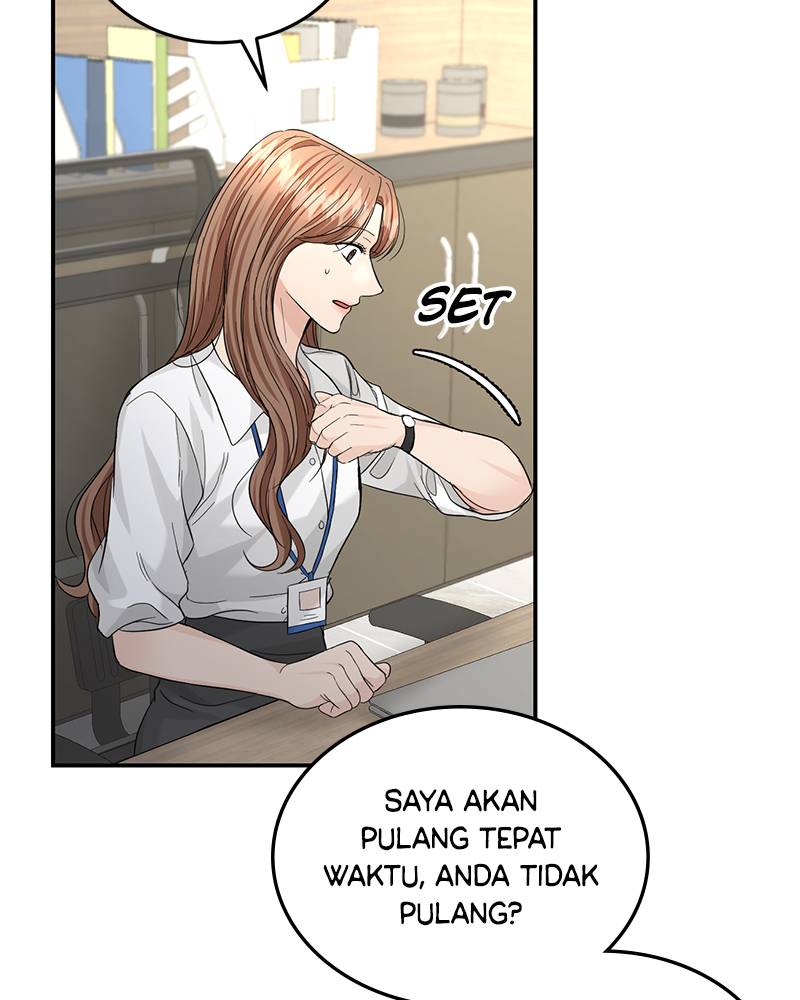 SET
SAYA AKAN
PULANG TEPAT
WAKTU, ANDA TIDAK
PULANG?